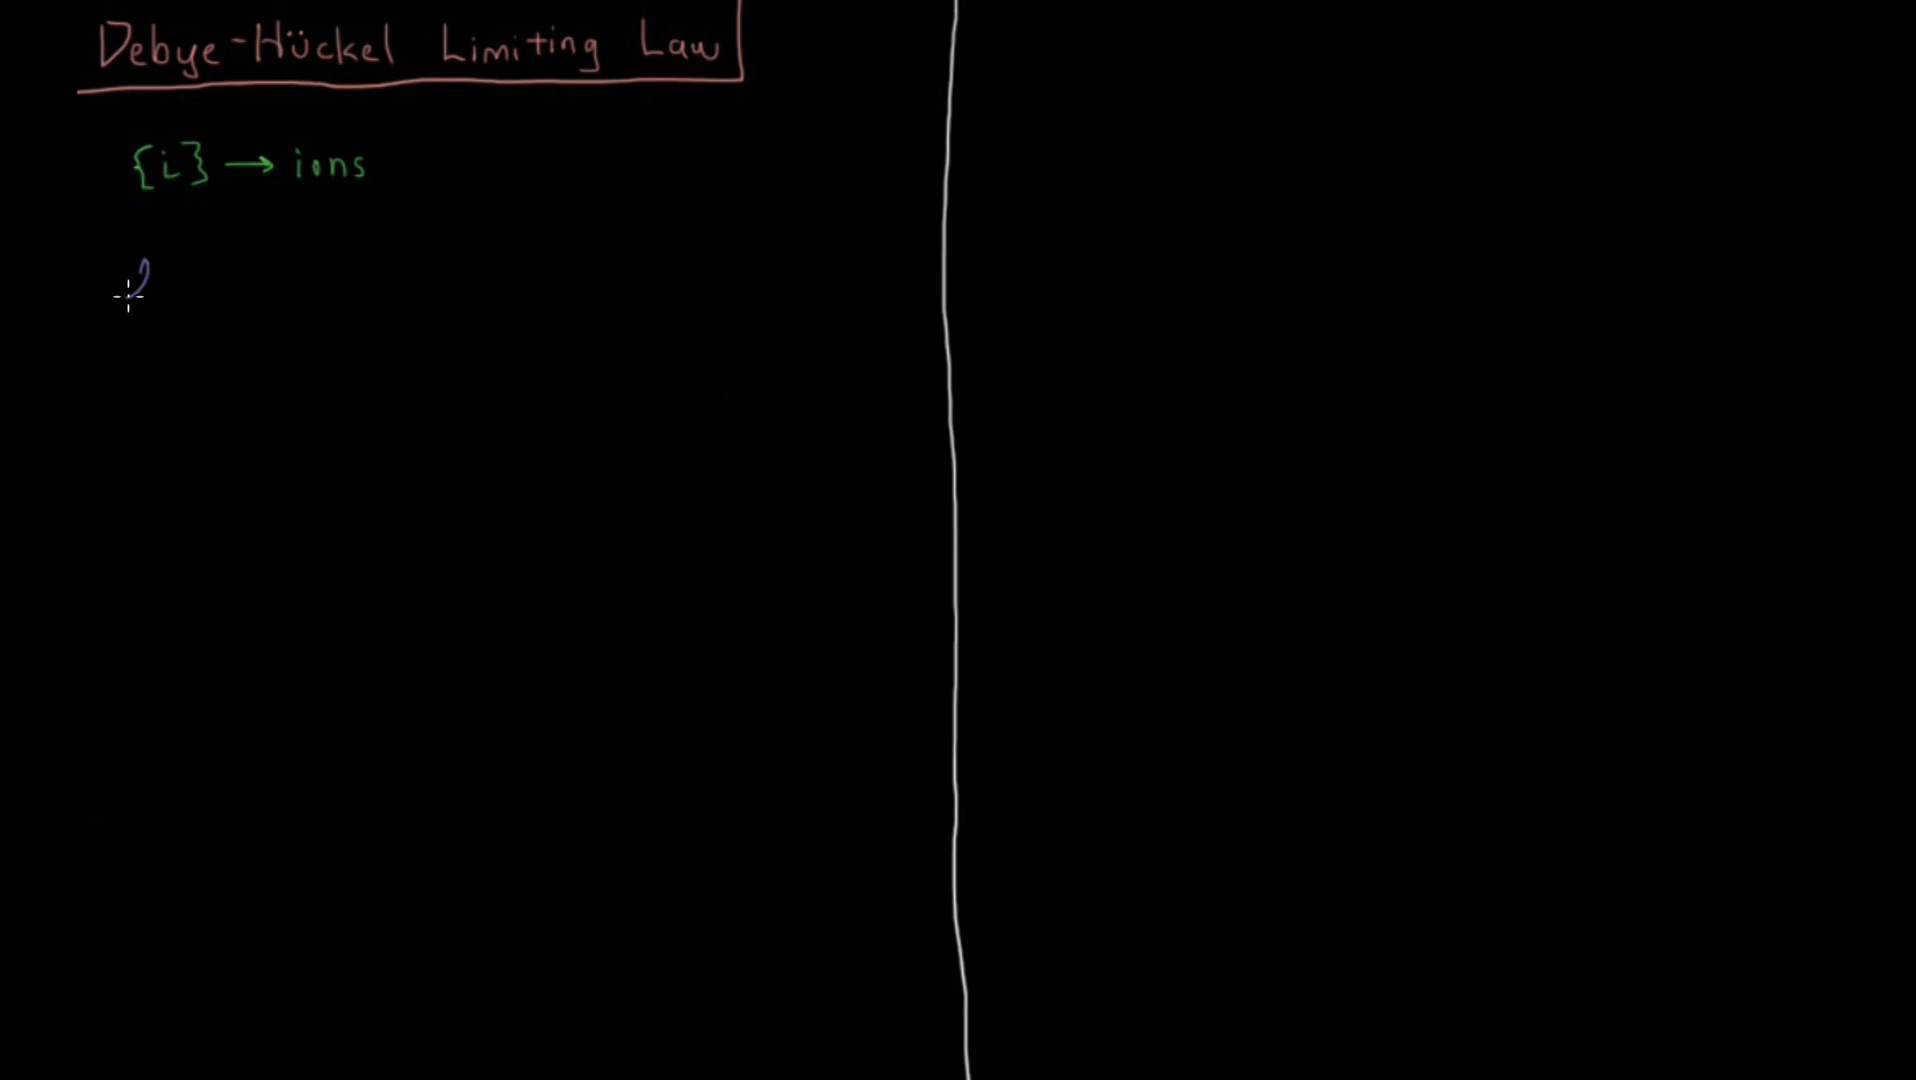 Debye-Hückel Limiting Law
{i} → ions